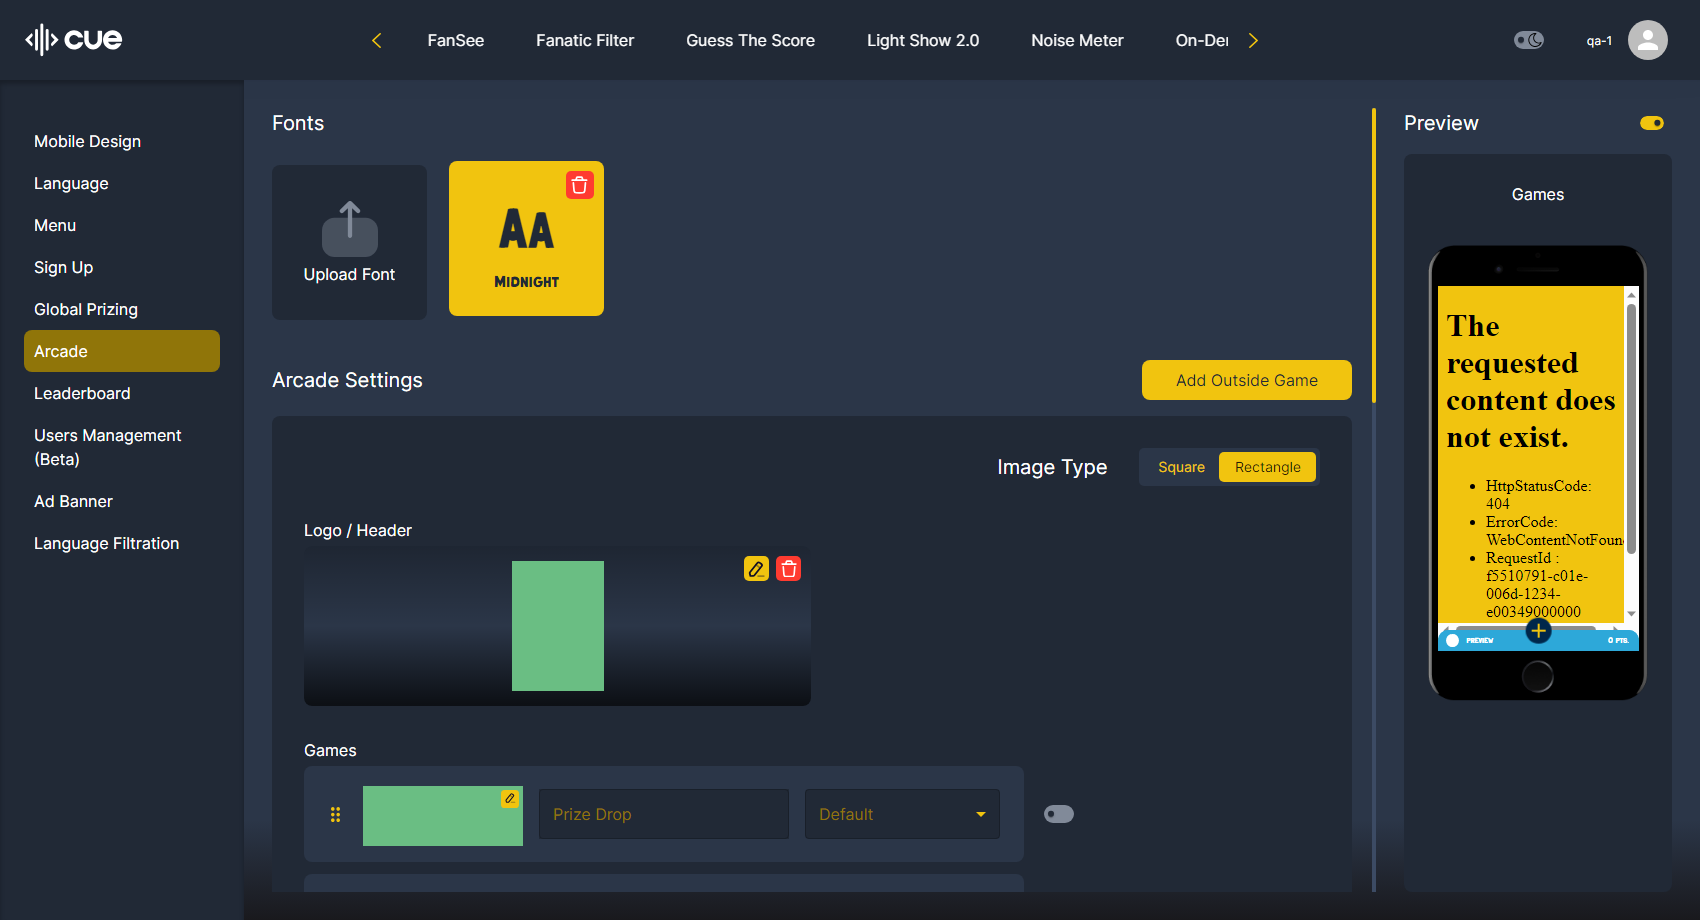 cue
FanSee
Fanatic Filter
Guess The Score
Light Show 2.0
Noise Meter
On-De
qa-1
Mobile Design
Language
Menu
Sign Up
Global Prizing
Arcade
Leaderboard
Users Management
(Beta)
Ad Banner
Language Filtration
Fonts
Upload Font
AA
MIDNIGHT
Arcade Settings
Add Outside Game
Image Type
Square
Rectangle
Logo / Header
Games
Prize Drop
Default
Preview
Games
The
requested
content does
not exist.
HttpStatusCode:
404
ErrorCode:
WebContentNotFoun
RequestId :
f5510791-c01e-
006d-1234-
e00349000000
PREVIEW
0 PTS.